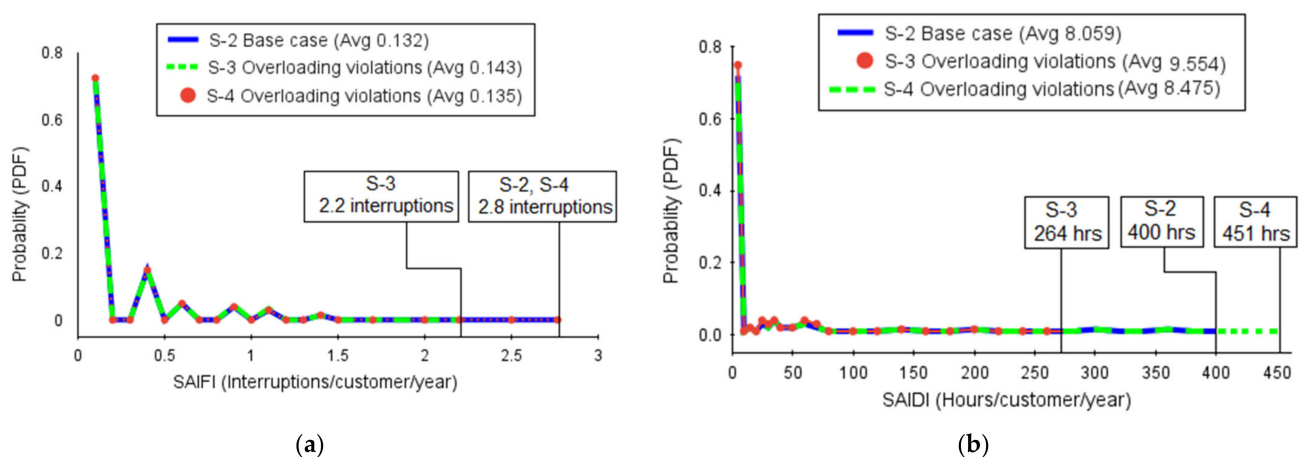 S-2 Base case (Avg 0.132)
S-3 Overloading violations (Avg 0.143)
S-4 Overloading violations (Avg 0.135)
Probablity (PDF)
0.8
0.6
0.4
0.2
0
S-3
2.2 interruptions
S-2, S-4
2.8 interruptions
0 0.5 1 1.5 2 2.5 3
SAIFI (Interruptions/customer/year)
(a)
S-2 Base case (Avg 8.059)
S-3 Overloading violations (Avg 9.554)
S-4 Overloading violations (Avg 8.475)
Probablity (PDF)
0.8
0.6
0.4
0.2
0.0
S-3
264 hrs
S-2
400 hrs
S-4
451 hrs
0 50 100 150 200 250 300 350 400 450
SAIDI (Hours/customer/year)
(b)